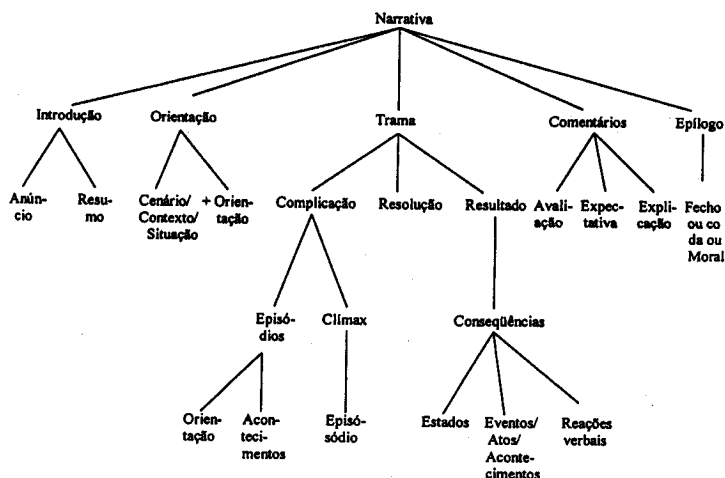 Narrativa
Introdução
Orientação
Trama
Comentários
Epílogo
Anún-
cio
Resu-
mo
Cenário/
Contexto/
Situação
+ Orien-
tação
Complicação
Resolução
Resultado
Avali-
ação
Expec-
tativa
Expli-
cação
Fecho
ou co
da ou
Moral
Episó-
dios
Clímax
Conseqüências
Orien-
tação
Acon-
teci-
mentos
Episó-
sódio
Estados
Eventos/
Atos/
Aconte-
cimentos
Reações
verbais